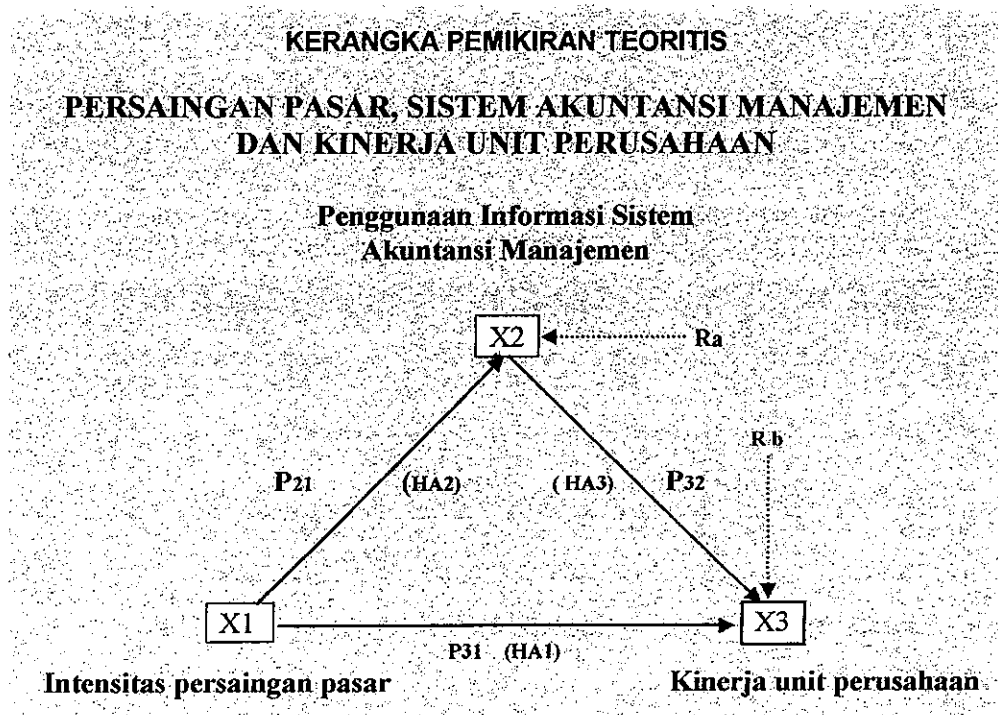 KERANGKA PEMIKIRAN TEORITIS
PERSAINGAN PASAR, SISTEM AKUNTANSI MANAJEMEN
DAN KINERJA UNIT PERUSAHAAN
Penggunaan Informasi Sistem
Akuntansi Manajemen
X2
Ra
R b
P21
(HA2)
( HA3)
P32
X1
X3
P31 (HA1)
Intensitas persaingan pasar
Kinerja unit perusahaan